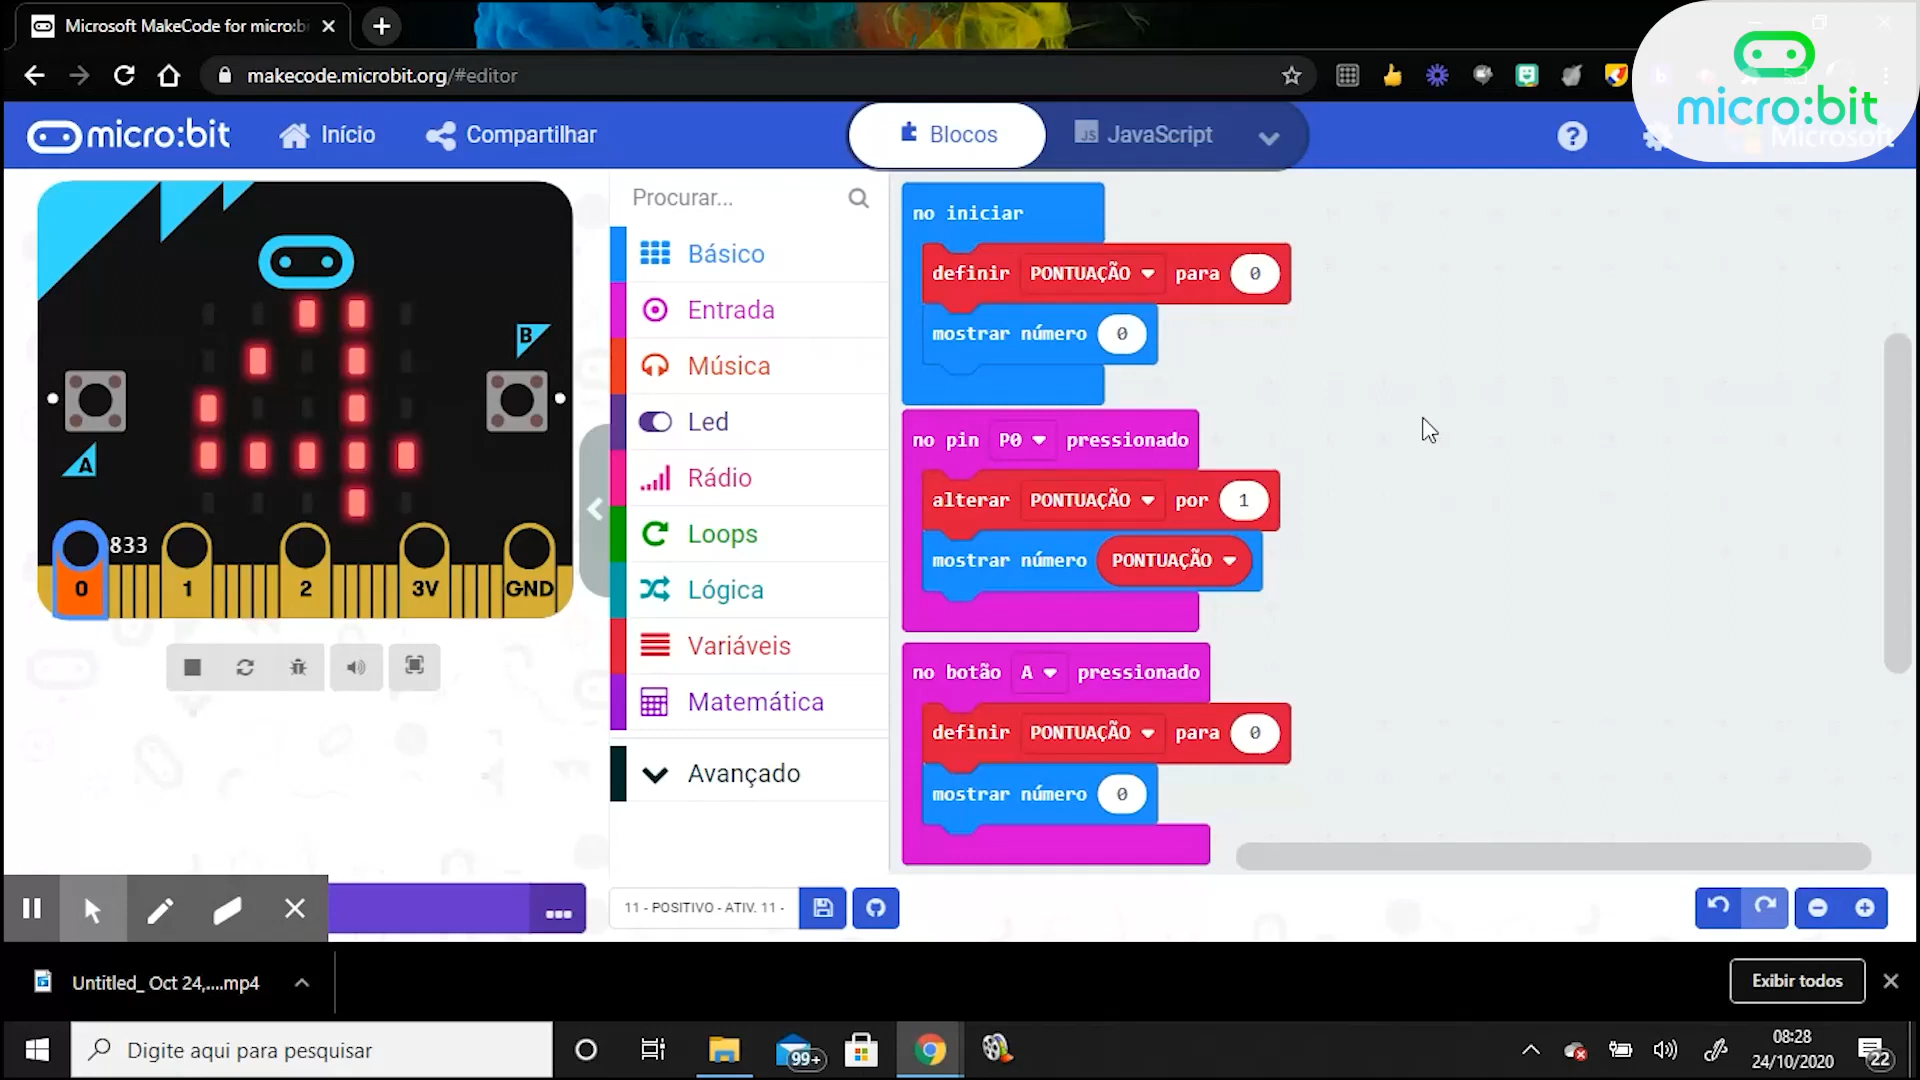 Microsoft MakeCode for micro:b
makecode.microbit.org/#editor
micro:bit
micro:bit
Início
Compartilhar
Blocos
JS JavaScript
?
Microsoft
B
A
833
0
1
2
3V
GND
Procurar...
Básico
Entrada
Música
Led
Rádio
Loops
Lógica
Variáveis
Matemática
Avançado
no iniciar
definir PONTUAÇÃO para 0
mostrar número 0
no pin P0 pressionado
alterar PONTUAÇÃO por 1
mostrar número PONTUAÇÃO
no botão A pressionado
definir PONTUAÇÃO para 0
mostrar número 0
11 - POSITIVO - ATIV. 11 -
Untitled_ Oct 24,....mp4
Exibir todos
Digite aqui para pesquisar
99+
08:28
24/10/2020
22